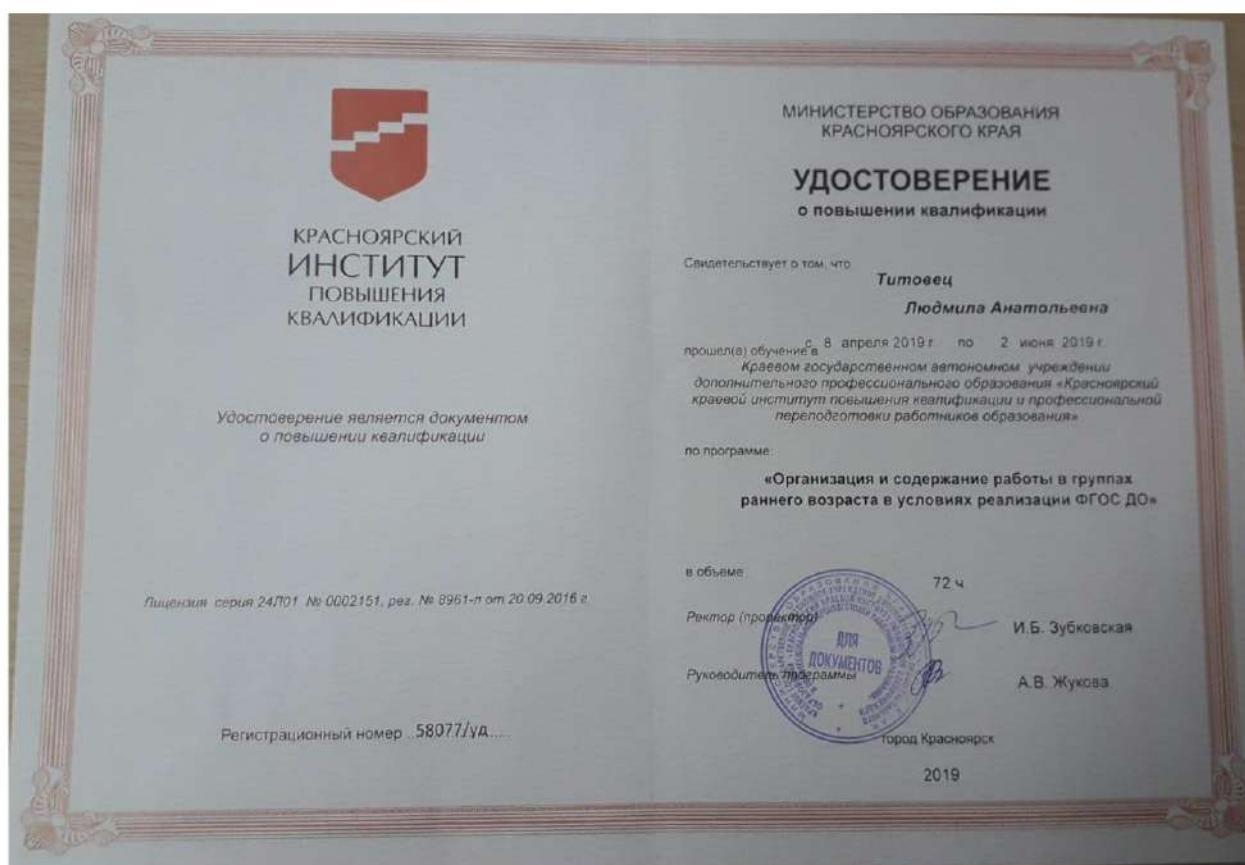 КРАСНОЯРСКИЙ
ИНСТИТУТ
ПОВЫШЕНИЯ
КВАЛИФИКАЦИИ
Удостоверение является документом
о повышении квалификации
Лицензия серия 24Л01 № 0002151, рег. № 8961-л от 20.09.2016 г.
Регистрационный номер ..58077/уд.....
МИНИСТЕРСТВО ОБРАЗОВАНИЯ
КРАСНОЯРСКОГО КРАЯ
УДОСТОВЕРЕНИЕ
о повышении квалификации
Свидетельствует о том, что
Титовец
Людмила Анатольевна
прошел(а) обучение в с 8 апреля 2019 г. по 2 июня 2019 г.
Краевом государственном автономном учреждении
дополнительного профессионального образования «Красноярский
краевой институт повышения квалификации и профессиональной
переподготовки работников образования»
по программе:
«Организация и содержание работы в группах
раннего возраста в условиях реализации ФГОС ДО»
в объеме
72 ч
Ректор (проректор)
И.Б. Зубковская
ДЛЯ
ДОКУМЕНТОВ
Руководитель программы
А.В. Жукова
город Красноярск
2019